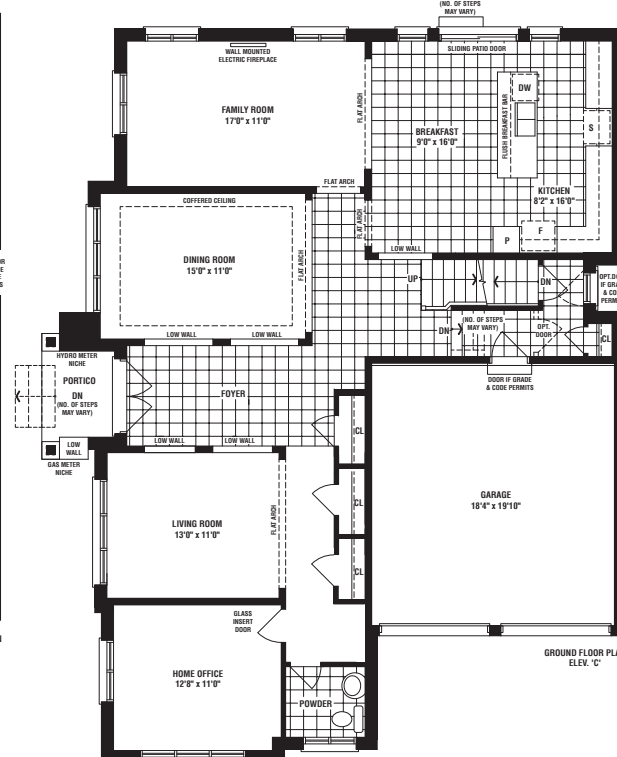 (NO. OF STEPS
MAY VARY)
SLIDING PATIO DOOR
WALL MOUNTED
ELECTRIC FIREPLACE
FAMILY ROOM
17'0" x 11'0"
FLAT ARCH
BREAKFAST
9'0" x 16'0"
FLUSH BREAKFAST BAR
DW
S
KITCHEN
8'2" x 16'0"
F
P
FLAT ARCH
FLAT ARCH
LOW WALL
COFFERED CEILING
DINING ROOM
15'0" x 11'0"
FLAT ARCH
UP
DN
DN
(NO. OF STEPS
MAY VARY)
OPT.
DOOR
CL
LOW WALL
LOW WALL
HYDRO METER
NICHE
PORTICO
DN
(NO. OF STEPS
MAY VARY)
LOW
WALL
GAS METER
NICHE
FOYER
DOOR IF GRADE
& CODE PERMITS
LOW WALL
LOW WALL
CL
CL
CL
LIVING ROOM
13'0" x 11'0"
FLAT ARCH
GARAGE
18'4" x 19'10"
GLASS
INSERT
DOOR
HOME OFFICE
12'8" x 11'0"
POWDER
GROUND FLOOR PLA
ELEV. 'C'